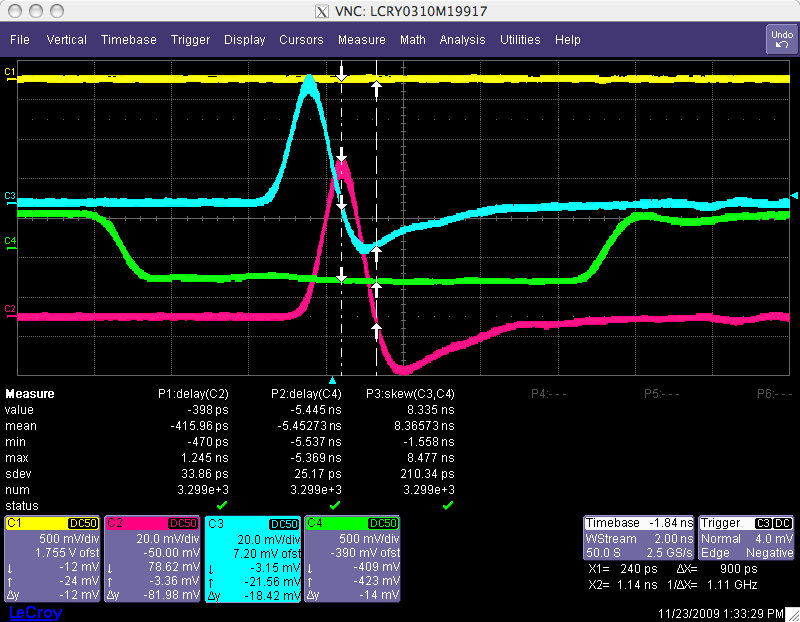 VNC: LCRY0310M19917
File Vertical Timebase Trigger Display Cursors Measure Math Analysis Utilities Help Undo
C1
C3
C4
C2
Measure P1:delay(C2) P2:delay(C4) P3:skew(C3,C4) P4:--- P5:--- P6:---
value -398 ps -5.445 ns 8.335 ns
mean -415.96 ps -5.45273 ns 8.36573 ns
min -470 ps -5.537 ns -1.558 ns
max 1.245 ns -5.369 ns 8.477 ns
sdev 33.86 ps 25.17 ps 210.34 ps
num 3.299e+3 3.299e+3 3.299e+3
status
C1 DC50
500 mV/div
1.755 V ofst
↓ -12 mV
↑ -24 mV
Δy -12 mV
C2 DC50
20.0 mV/div
-50.00 mV
↓ 78.62 mV
↑ -3.36 mV
Δy -81.98 mV
C3 DC50
20.0 mV/div
7.20 mV ofst
↓ -3.15 mV
↑ -21.56 mV
Δy -18.42 mV
C4 DC50
500 mV/div
-390 mV ofst
↓ -409 mV
↑ -423 mV
Δy -14 mV
Timebase -1.84 ns
WStream 2.00 ns
50.0 S 2.5 GS/s
Trigger C3 DC
Normal 4.0 mV
Edge Negative
X1= 240 ps ΔX= 900 ps
X2= 1.14 ns 1/ΔX= 1.11 GHz
LeCroy
11/23/2009 1:33:29 PM